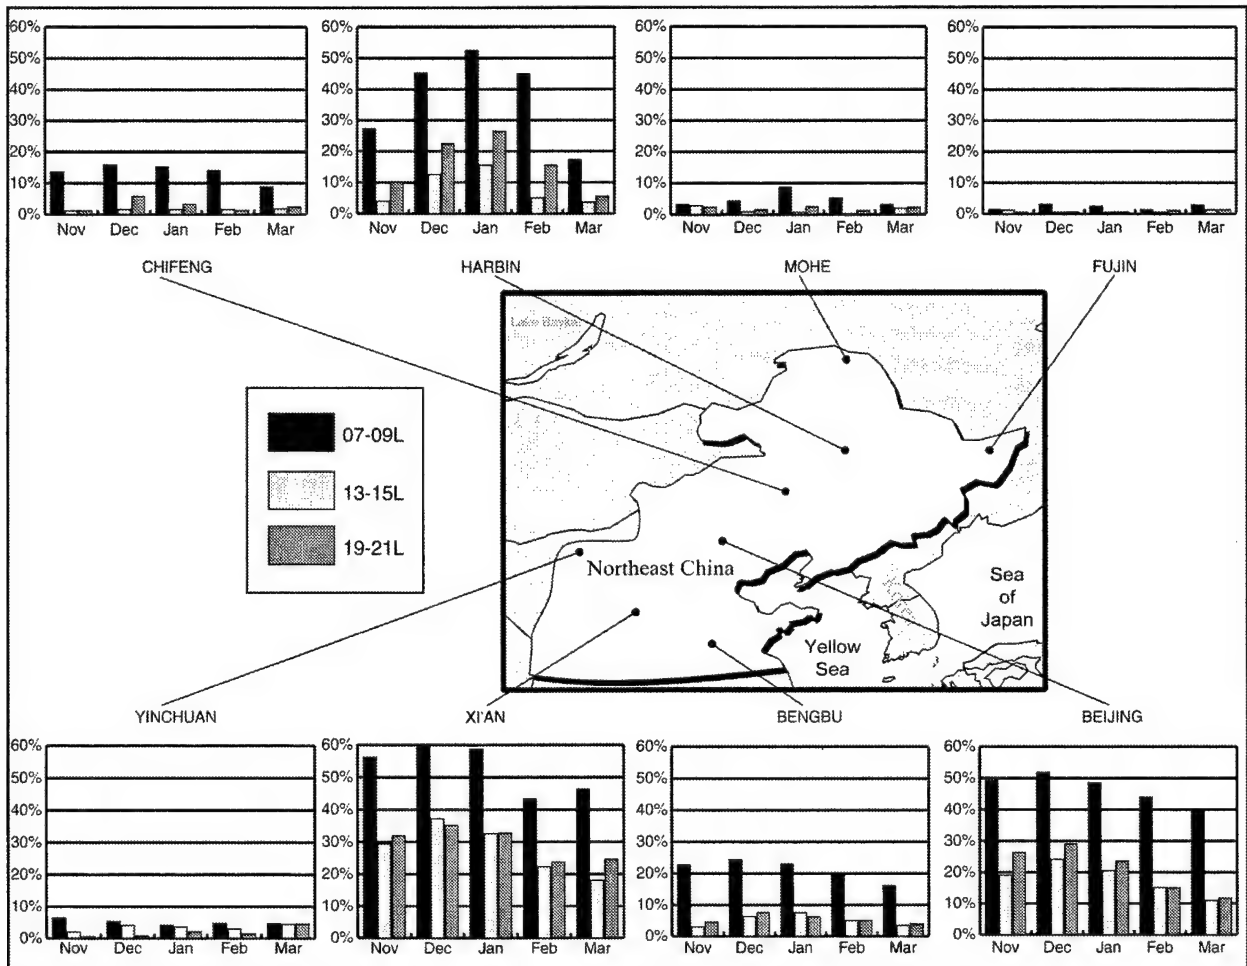 60%
50%
40%
30%
20%
10%
0%
Nov Dec Jan Feb Mar
60%
50%
40%
30%
20%
10%
0%
Nov Dec Jan Feb Mar
60%
50%
40%
30%
20%
10%
0%
Nov Dec Jan Feb Mar
60%
50%
40%
30%
20%
10%
0%
Nov Dec Jan Feb Mar
CHIFENG
HARBIN
MOHE
FUJIN
07-09L
13-15L
19-21L
Northeast China
Sea
of
Japan
Yellow
Sea
YINCHUAN
XI'AN
BENGBU
BEIJING
60%
50%
40%
30%
20%
10%
0%
Nov Dec Jan Feb Mar
60%
50%
40%
30%
20%
10%
0%
Nov Dec Jan Feb Mar
60%
50%
40%
30%
20%
10%
0%
Nov Dec Jan Feb Mar
60%
50%
40%
30%
20%
10%
0%
Nov Dec Jan Feb Mar